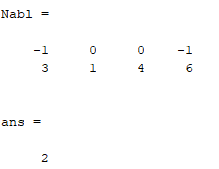 Nabl =
-1 0 0 -1
3 1 4 6
ans =
2